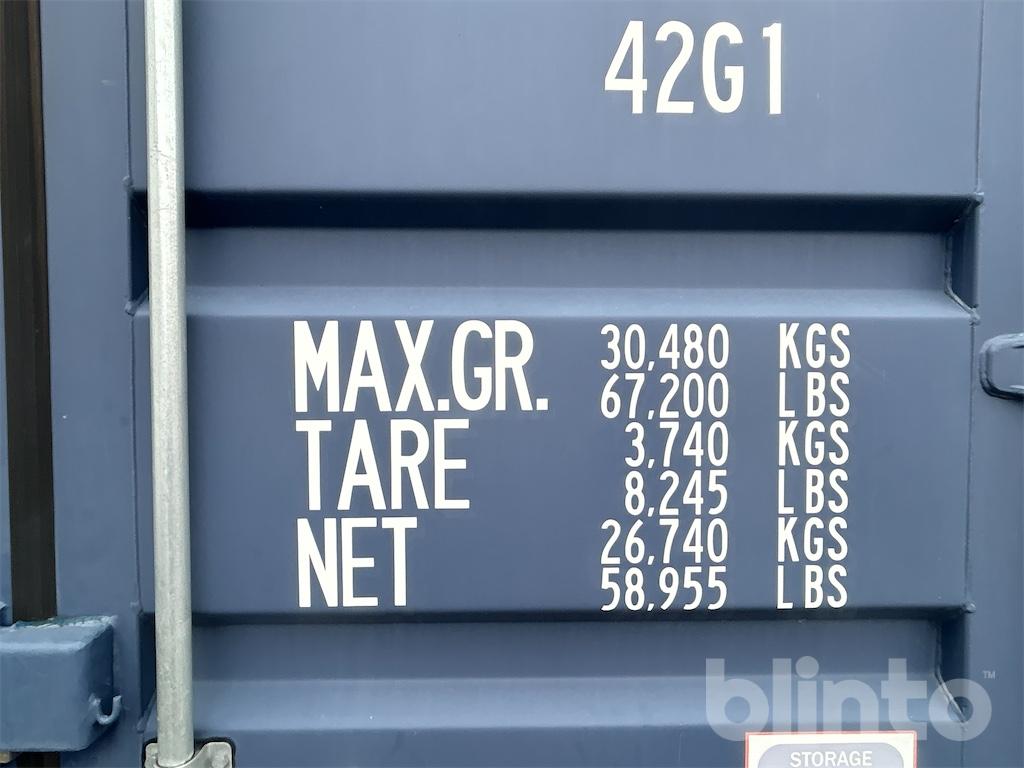 42G1
MAX.GR. 30,480 KGS
67,200 LBS
TARE 3,740 KGS
8,245 LBS
NET 26,740 KGS
58,955 LBS
blinto™
STORAGE